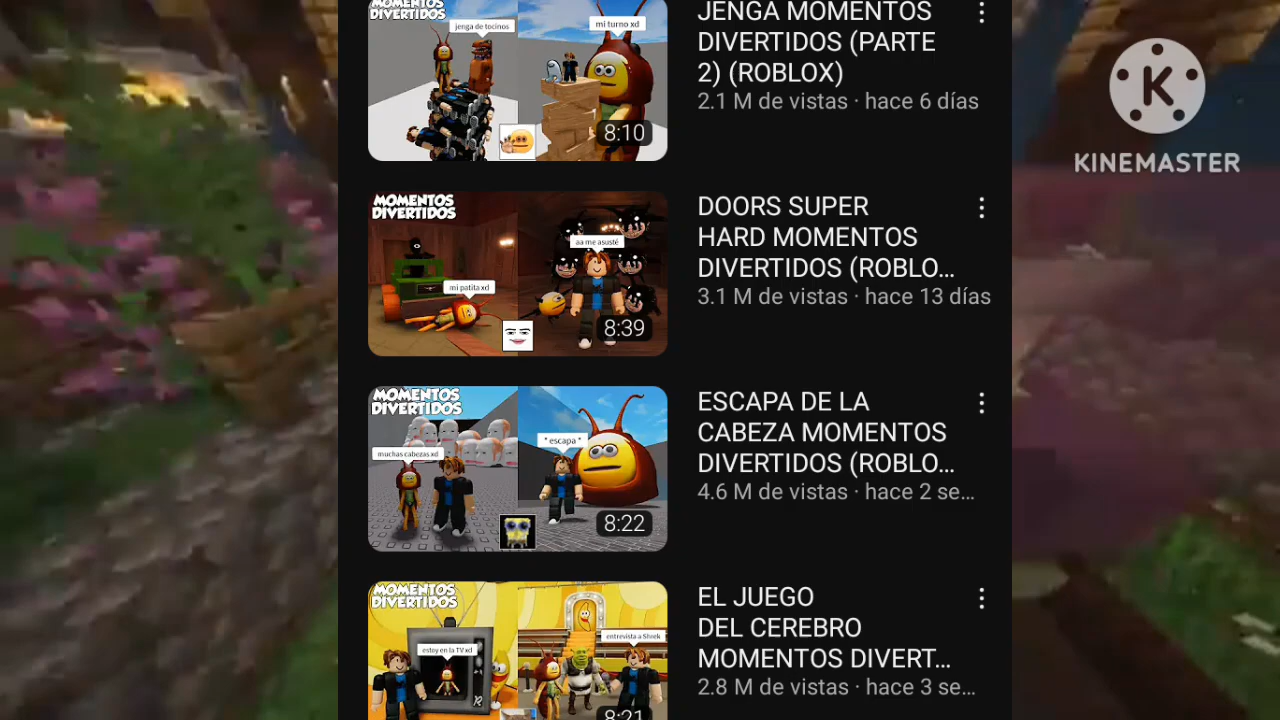 MOMENTOS
DIVERTIDOS
jenga de tocinos
mi turno xd
8:10
JENGA MOMENTOS
DIVERTIDOS (PARTE
2) (ROBLOX)
2.1 M de vistas · hace 6 días
K
KINEMASTER
MOMENTOS
DIVERTIDOS
mi patita xd
aa me asusté
8:39
DOORS SUPER
HARD MOMENTOS
DIVERTIDOS (ROBLO...
3.1 M de vistas · hace 13 días
MOMENTOS
DIVERTIDOS
muchas cabezas xd
* escapa *
8:22
ESCAPA DE LA
CABEZA MOMENTOS
DIVERTIDOS (ROBLO...
4.6 M de vistas · hace 2 se...
MOMENTOS
DIVERTIDOS
estoy en la TV xd
entrevista a Shrek
8:21
EL JUEGO
DEL CEREBRO
MOMENTOS DIVERT...
2.8 M de vistas · hace 3 se...